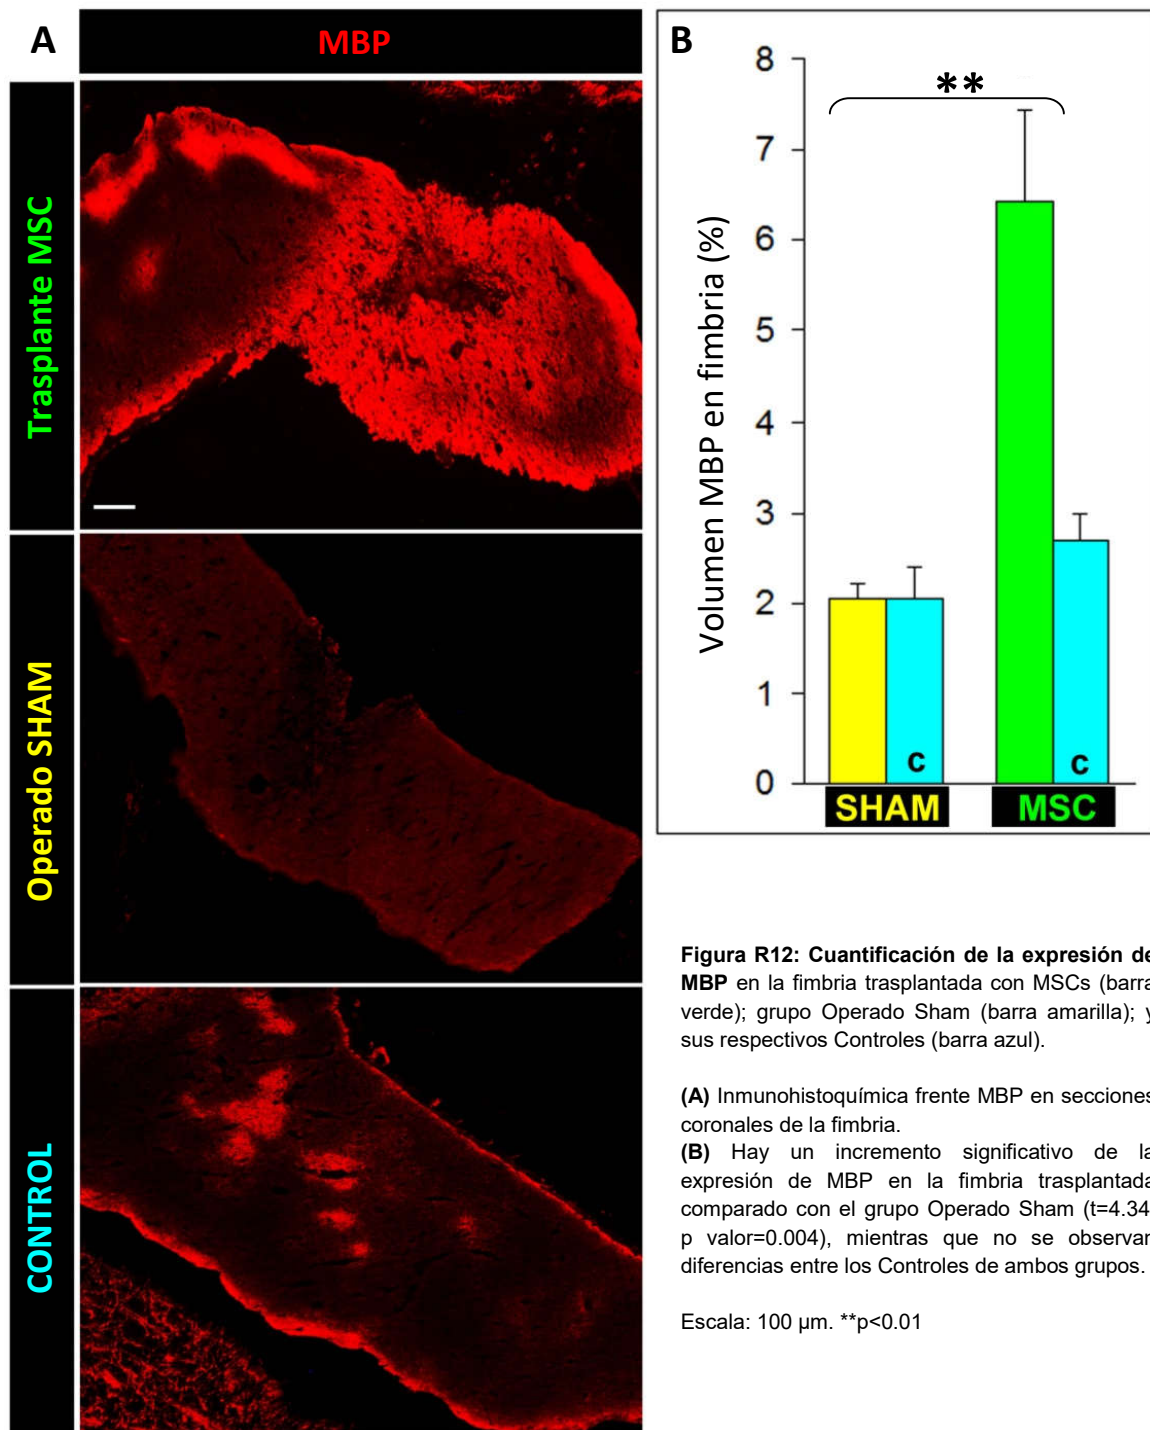 A
MBP
Trasplante MSC
Operado SHAM
CONTROL
B
**
Volumen MBP en fimbria (%)
8
7
6
5
4
3
2
1
0
c
c
SHAM
MSC
Figura R12: Cuantificación de la expresión de
MBP en la fimbria trasplantada con MSCs (barra
verde); grupo Operado Sham (barra amarilla); y
sus respectivos Controles (barra azul).
(A) Inmunohistoquímica frente MBP en secciones
coronales de la fimbria.
(B) Hay un incremento significativo de la
expresión de MBP en la fimbria trasplantada
comparado con el grupo Operado Sham (t=4.34
p valor=0.004), mientras que no se observan
diferencias entre los Controles de ambos grupos.
Escala: 100 µm. **p<0.01